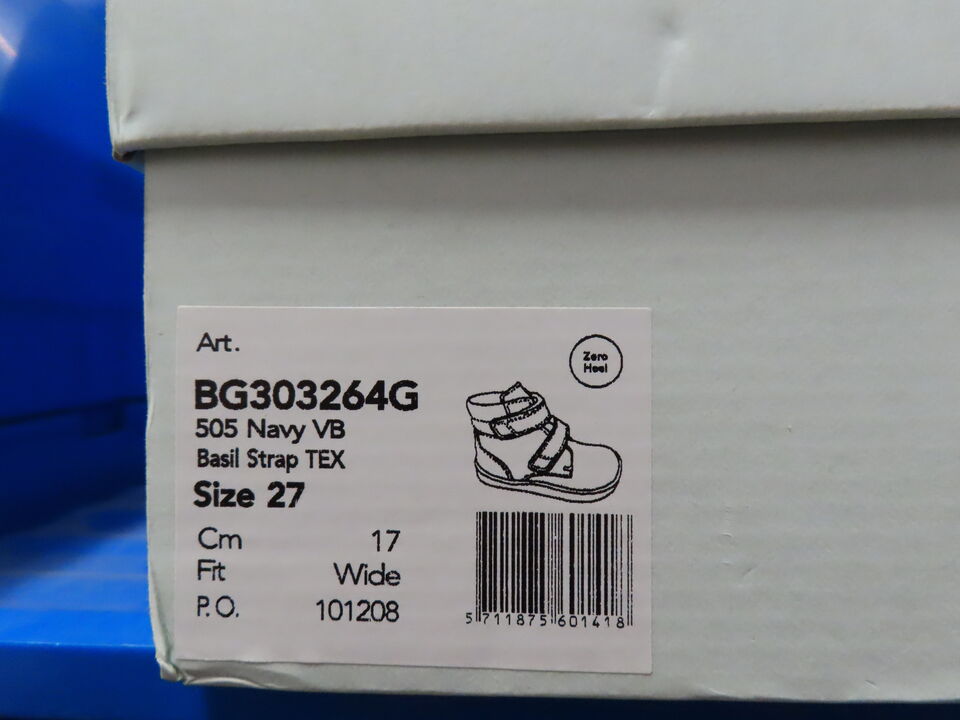 Art.
Zero
Heel
BG303264G
505 Navy VB
Basil Strap TEX
Size 27
Cm 17
Fit Wide
P.O. 101208
5 711875 601418